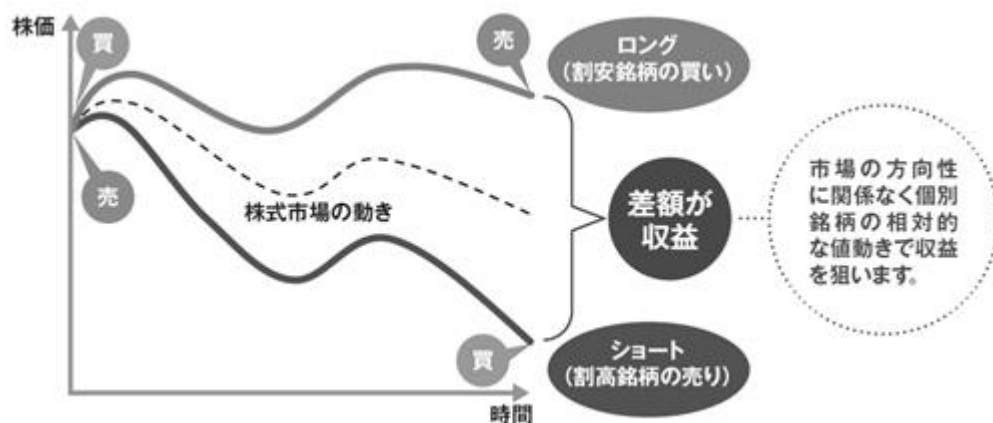 株価
買
売
ロング
(割安銘柄の買い)
売
株式市場の動き
差額が
収益
市場の方向性
に関係なく個別
銘柄の相対的
な値動きで収益
を狙います。
買
ショート
(割高銘柄の売り)
時間